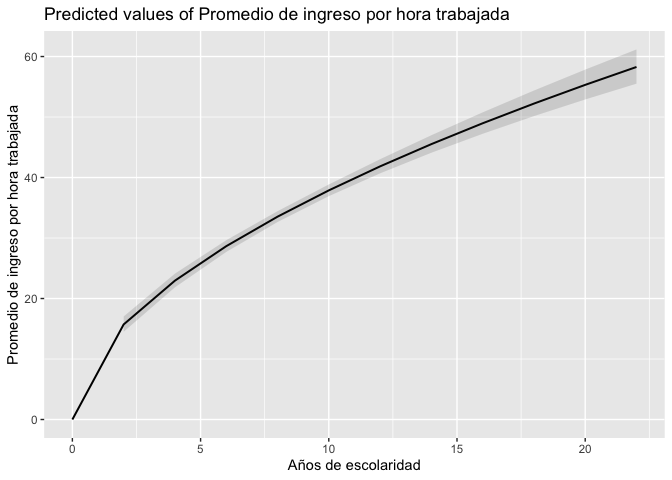 Predicted values of Promedio de ingreso por hora trabajada
Promedio de ingreso por hora trabajada
60
40
20
0
0 5 10 15 20
Años de escolaridad